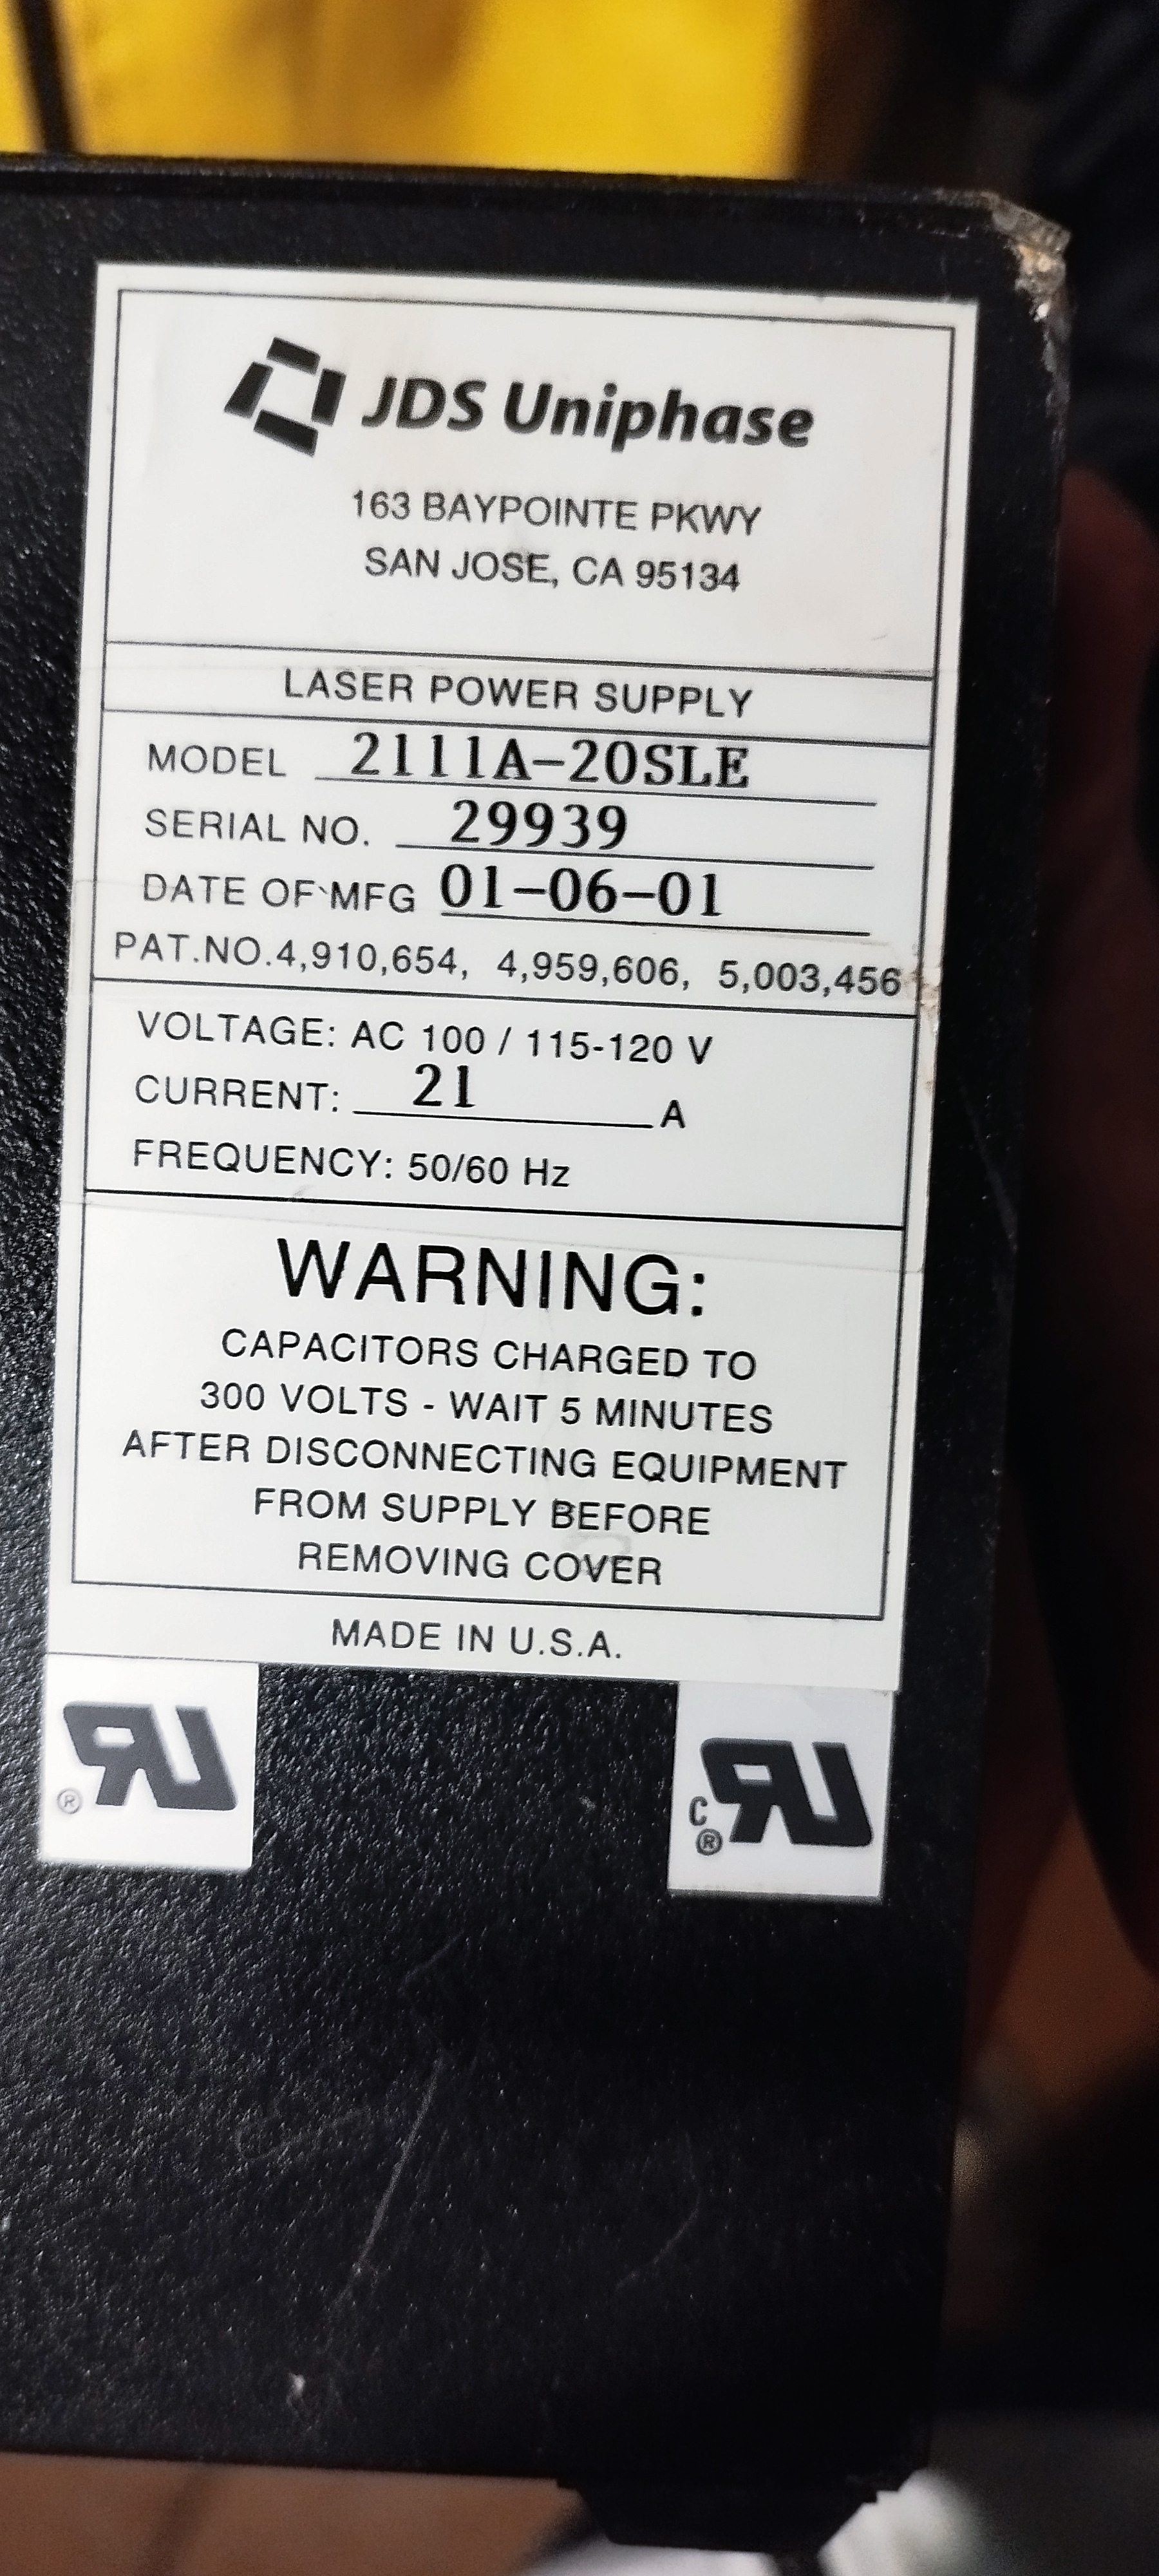 JDS Uniphase
163 BAYPOINTE PKWY
SAN JOSE, CA 95134
LASER POWER SUPPLY
MODEL 2111A-20SLE
SERIAL NO. 29939
DATE OF MFG 01-06-01
PAT.NO.4,910,654, 4,959,606, 5,003,456
VOLTAGE: AC 100 / 115-120 V
CURRENT: 21 A
FREQUENCY: 50/60 Hz
WARNING:
CAPACITORS CHARGED TO
300 VOLTS - WAIT 5 MINUTES
AFTER DISCONNECTING EQUIPMENT
FROM SUPPLY BEFORE
REMOVING COVER
MADE IN U.S.A.
RU ®
C RU ®